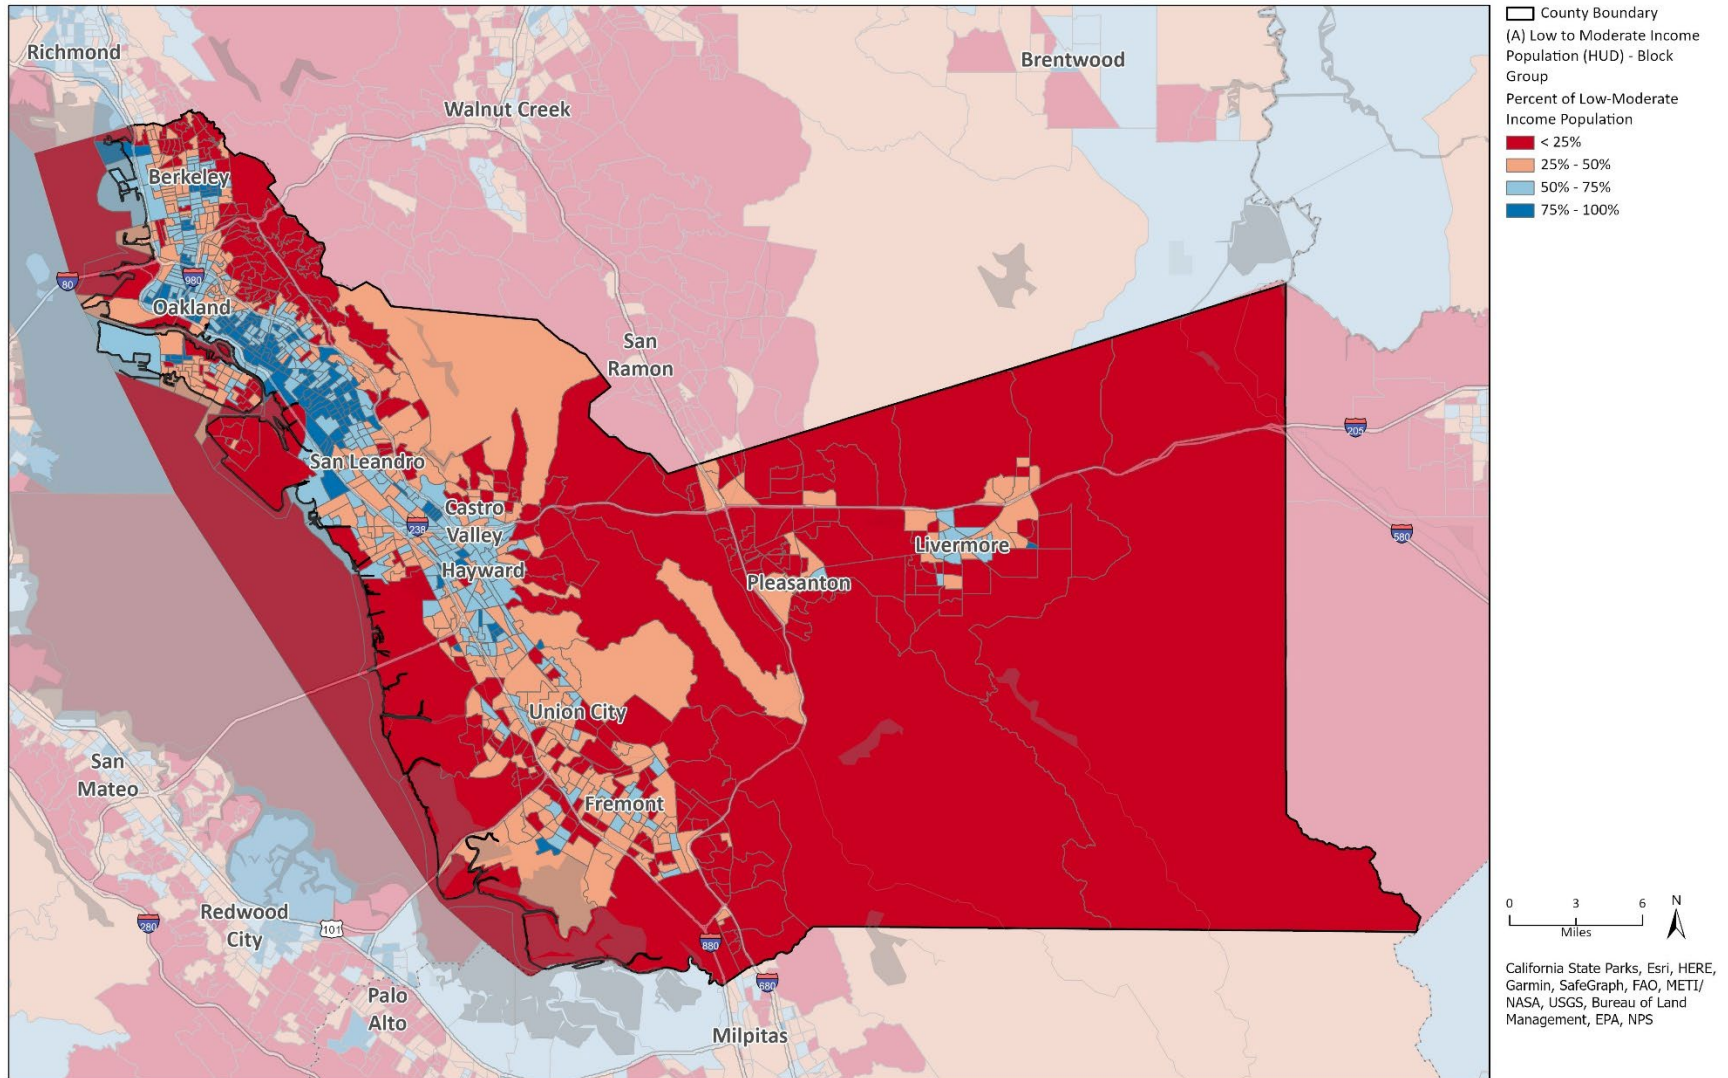 Richmond
Walnut Creek
Brentwood
Berkeley
80
980
Oakland
San
Ramon
205
San Leandro
Castro
Valley
238
580
Livermore
Hayward
Pleasanton
Union City
San
Mateo
Fremont
Redwood
City
280
101
880
680
Palo
Alto
Milpitas
County Boundary
(A) Low to Moderate Income
Population (HUD) - Block
Group
Percent of Low-Moderate
Income Population
< 25%
25% - 50%
50% - 75%
75% - 100%
0 3 6
Miles
N
California State Parks, Esri, HERE,
Garmin, SafeGraph, FAO, METI/
NASA, USGS, Bureau of Land
Management, EPA, NPS